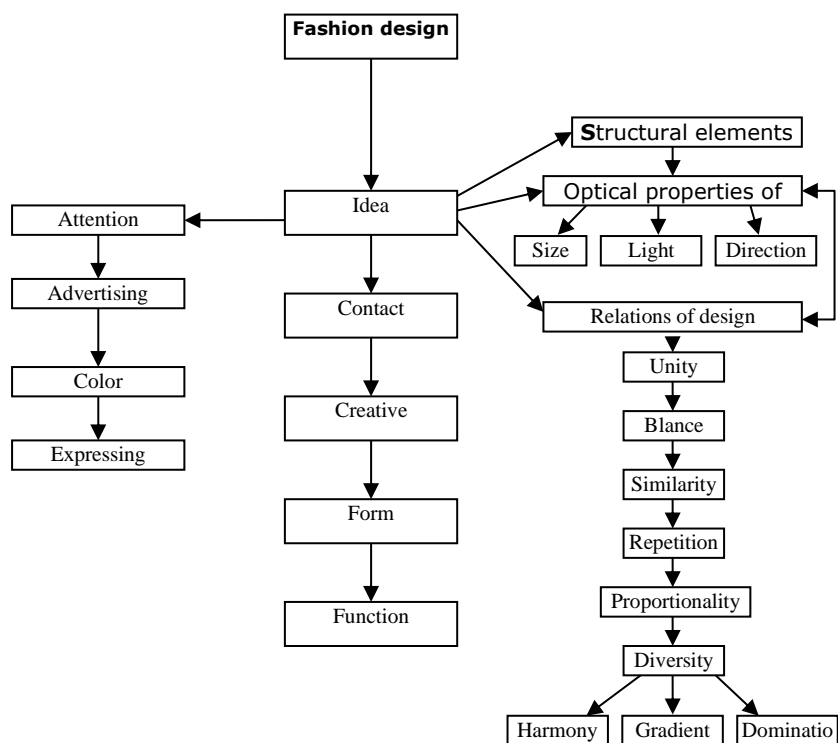 Fashion design
Structural elements
Optical properties of
Idea
Attention
Size
Light
Direction
Advertising
Contact
Relations of design
Unity
Color
Creative
Blance
Expressing
Similarity
Form
Repetition
Proportionality
Function
Diversity
Harmony
Gradient
Dominatio